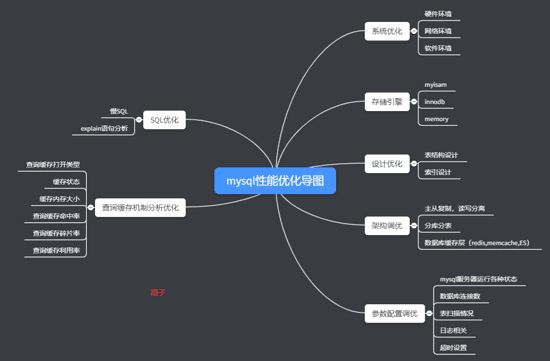 mysql性能优化导图
系统优化
硬件环境
网络环境
软件环境
存储引擎
myisam
innodb
memory
设计优化
表结构设计
索引设计
架构调优
主从复制，读写分离
分库分表
数据库缓存层（redis,memcache,ES）
参数配置调优
mysql服务器运行各种状态
数据库连接数
表扫描情况
日志相关
超时设置
SQL优化
慢SQL
explain语句分析
查询缓存机制分析优化
查询缓存打开类型
缓存状态
缓存内存大小
查询缓存命中率
查询缓存碎片率
查询缓存利用率
圈子